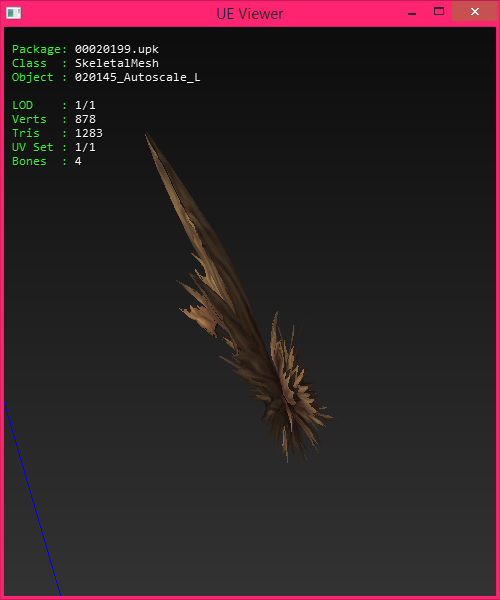 UE Viewer
Package: 00020199.upk
Class : SkeletalMesh
Object : 020145_Autoscale_L
LOD : 1/1
Verts : 878
Tris : 1283
UV Set : 1/1
Bones : 4